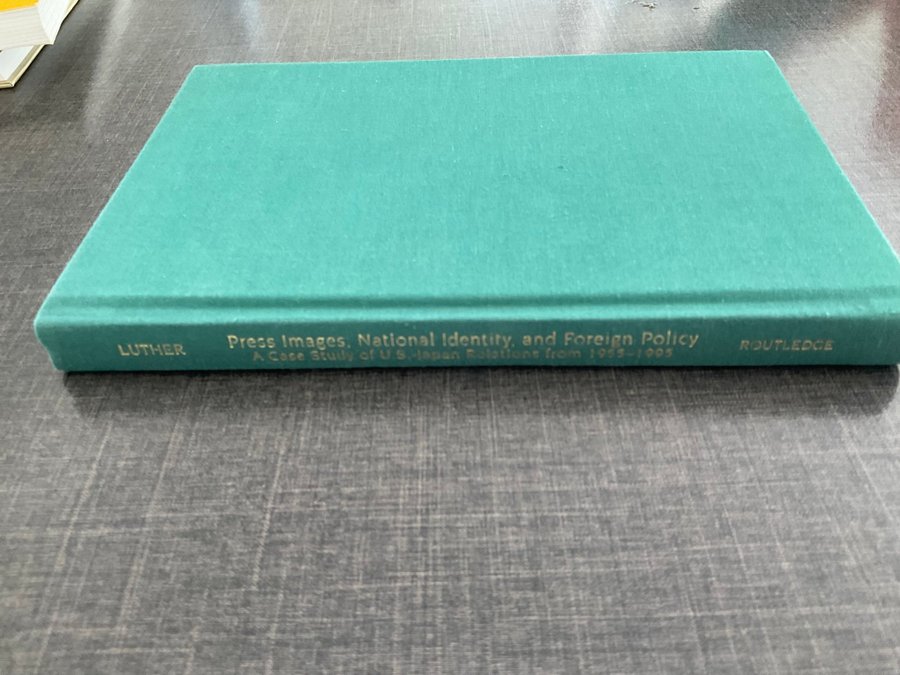 LUTHER
Press Images, National Identity, and Foreign Policy
A Case Study of U.S.-Japan Relations from 1955–1995
ROUTLEDGE